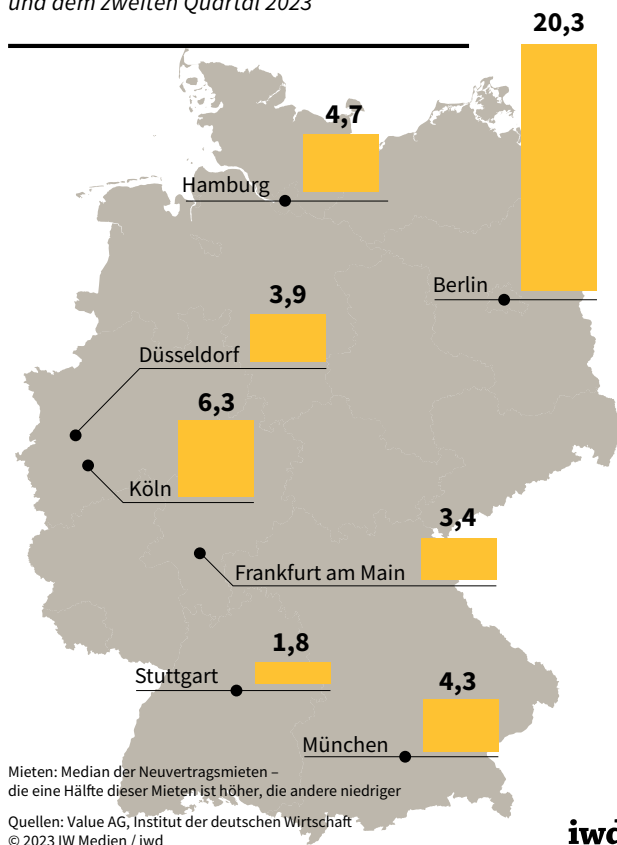 und dem zweiten Quartal 2023
20,3
4,7
Hamburg
Berlin
3,9
Düsseldorf
6,3
Köln
3,4
Frankfurt am Main
1,8
Stuttgart
4,3
München
Mieten: Median der Neuvertragsmieten –
die eine Hälfte dieser Mieten ist höher, die andere niedriger
Quellen: Value AG, Institut der deutschen Wirtschaft
© 2023 IW Medien / iwd
iwd